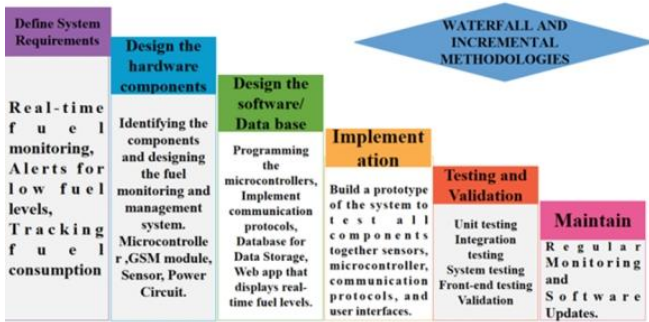 Define System
Requirements
Real-time
fuel
monitoring,
Alerts for
low fuel
levels,
Tracking
fuel
consumption
Design the
hardware
components
Identifying the
components
and designing
the fuel
monitoring and
management
system.
Microcontrolle
r ,GSM module,
Sensor, Power
Circuit.
Design the
software/
Data base
Programming
the
microcontrollers,
Implement
communication
protocols,
Database for
Data Storage,
Web app that
displays real-
time fuel levels.
Implement
ation
Build a prototype
of the system to
test all
components
together sensors,
microcontroller,
communication
protocols, and
user interfaces.
Testing and
Validation
Unit testing
Integration
testing
System testing
Front-end testing
Validation
Maintain
Regular
Monitoring
and
Software
Updates.
WATERFALL AND
INCREMENTAL
METHODOLOGIES